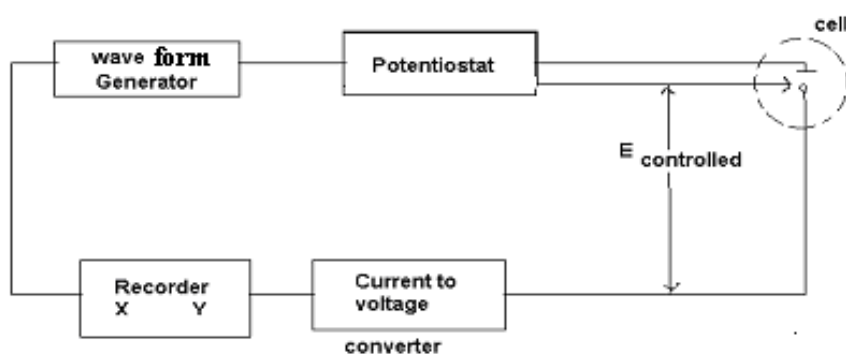 cell
wave form
Generator
Potentiostat
E controlled
Recorder
X Y
Current to
voltage
converter